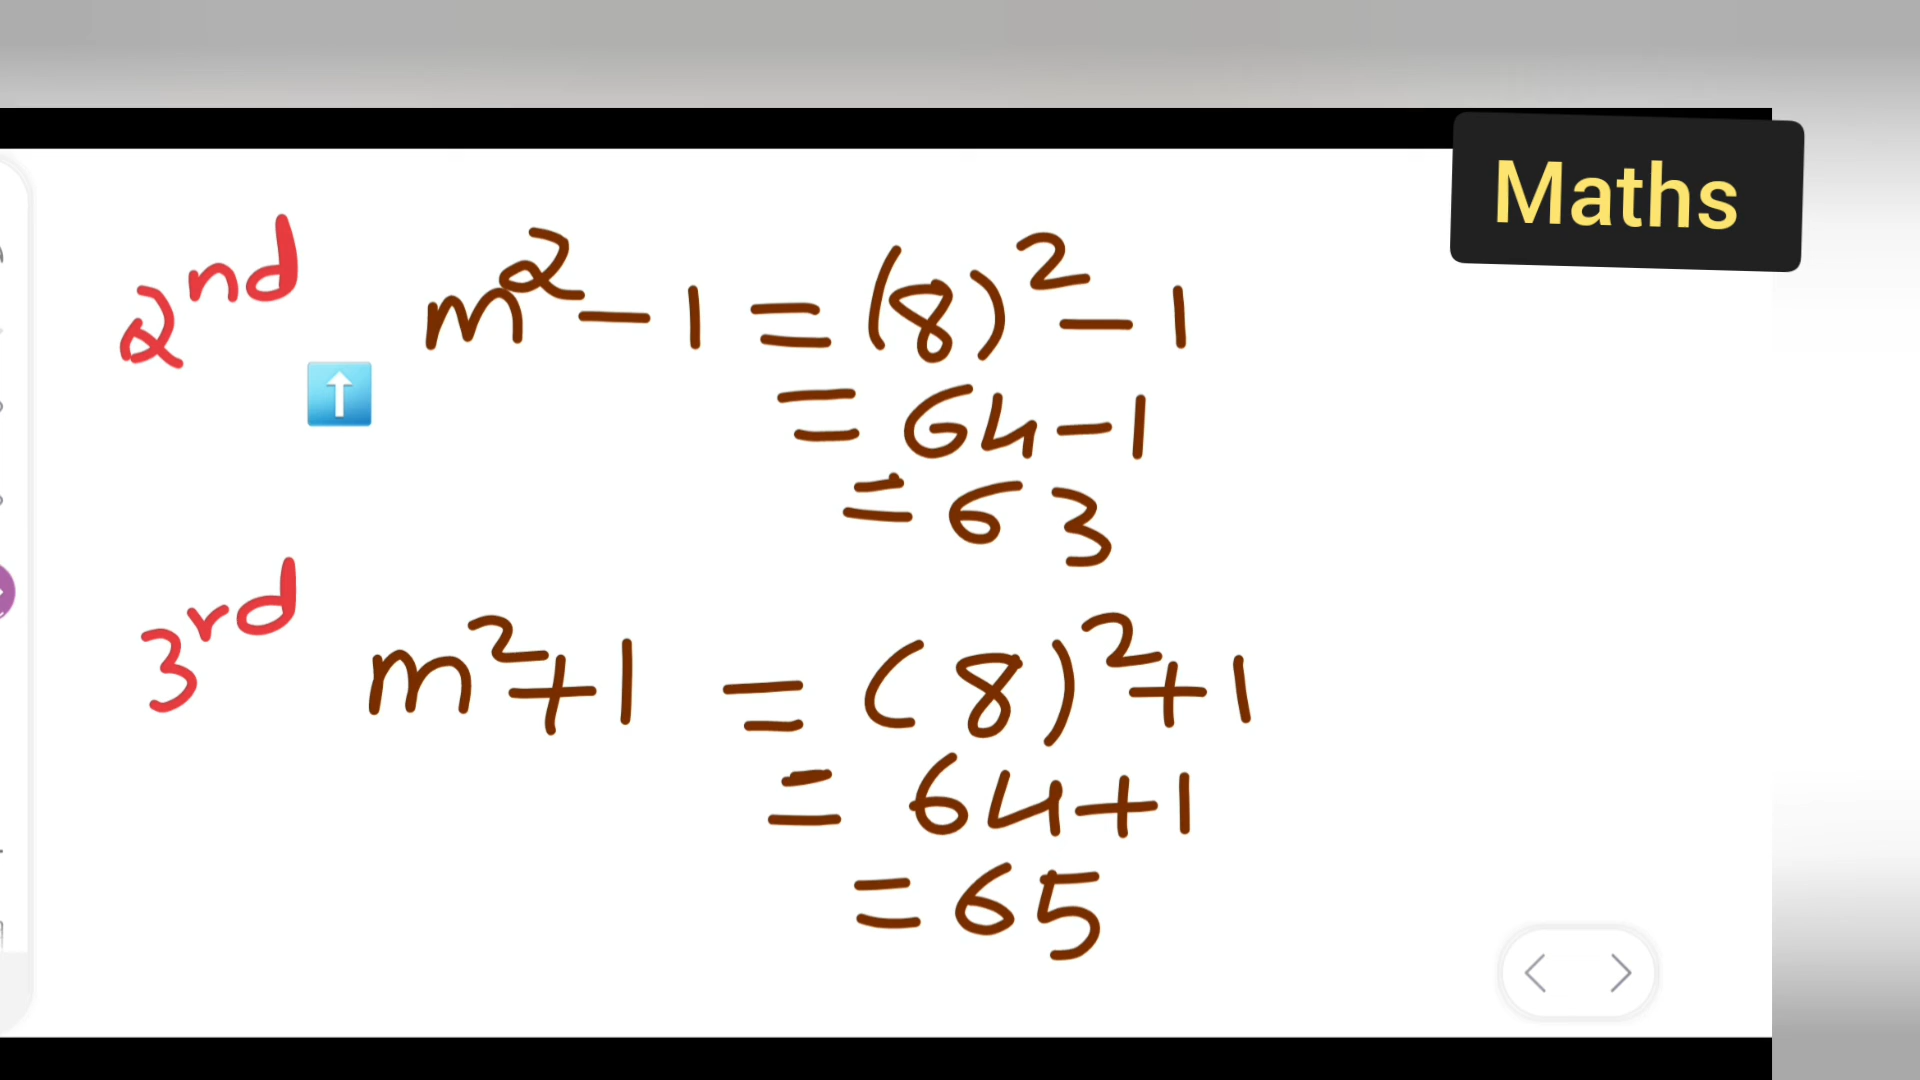 Maths
2nd m² - 1 = (8)² - 1
= 64 - 1
= 63
3rd m² + 1 = (8)² + 1
= 64 + 1
= 65